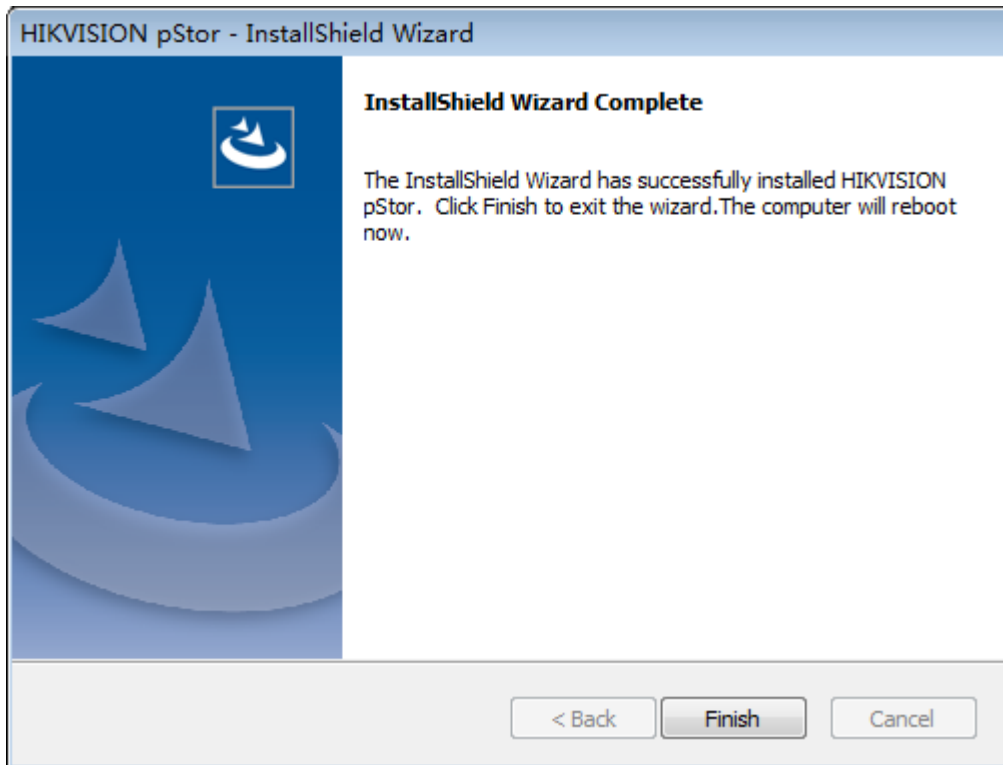 HIKVISION pStor - InstallShield Wizard
InstallShield Wizard Complete
The InstallShield Wizard has successfully installed HIKVISION
pStor.  Click Finish to exit the wizard.The computer will reboot
now.
< Back
Finish
Cancel